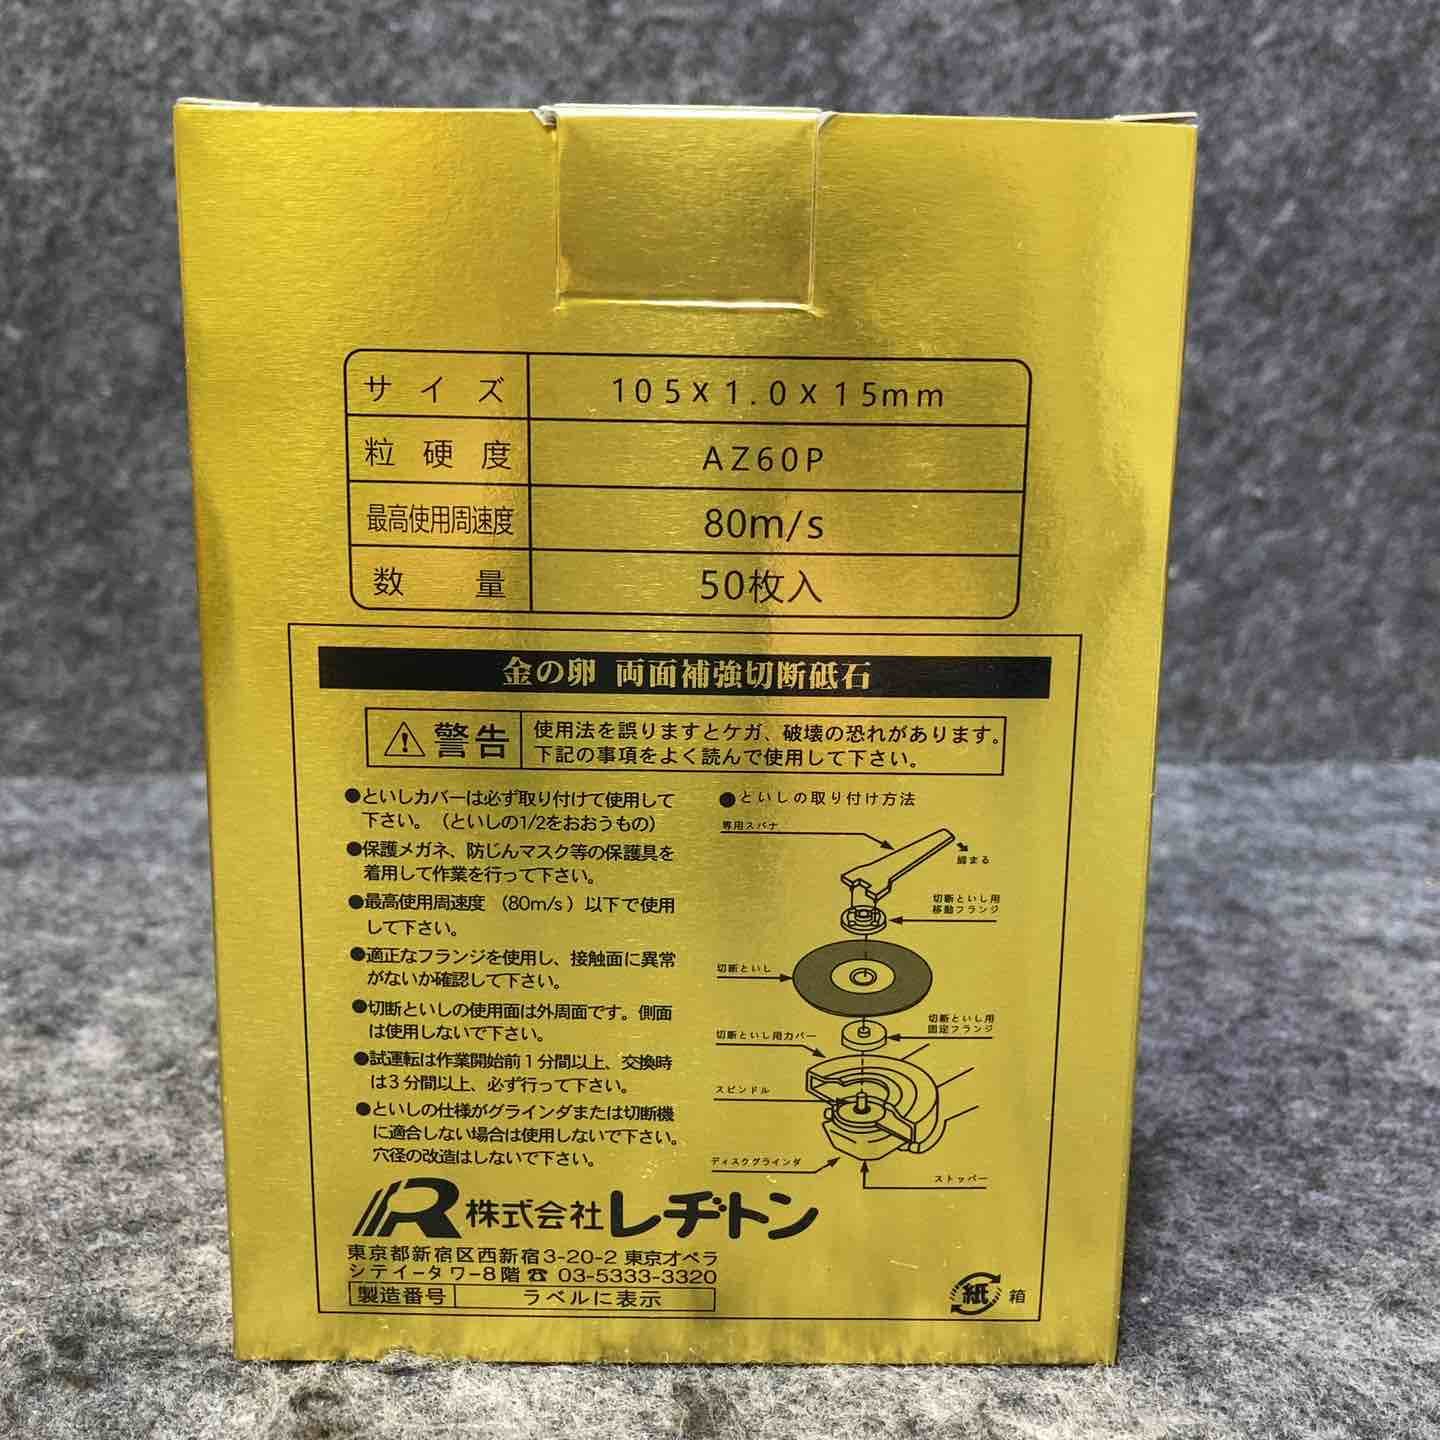 サイズ 105×1.0×15mm
粒硬度 AZ60P
最高使用周速度 80m/s
数量 50枚入
金の卵 両面補強切断砥石
警告 使用法を誤りますとケガ、破壊の恐れがあります。
下記の事項をよく読んで使用して下さい。
●といしカバーは必ず取り付けて使用して
下さい。（といしの1/2をおおうもの）
●保護メガネ、防じんマスク等の保護具を
着用して作業を行って下さい。
●最高使用周速度（80m/s）以下で使用
して下さい。
●適正なフランジを使用し、接触面に異常
がないか確認して下さい。
●切断といしの使用面は外周面です。側面
は使用しないで下さい。
●試運転は作業開始前1分間以上、交換時
は3分間以上、必ず行って下さい。
●といしの仕様がグラインダまたは切断機
に適合しない場合は使用しないで下さい。
穴径の改造はしないで下さい。
●といしの取り付け方法
専用スパナ
締まる
切断といし用
移動フランジ
切断といし
切断といし用
固定フランジ
切断といし用カバー
スピンドル
ディスクグラインダ
ストッパー
R 株式会社レヂトン
東京都新宿区西新宿3-20-2 東京オペラ
シティータワー8階☎03-5333-3320
製造番号 ラベルに表示
紙 箱